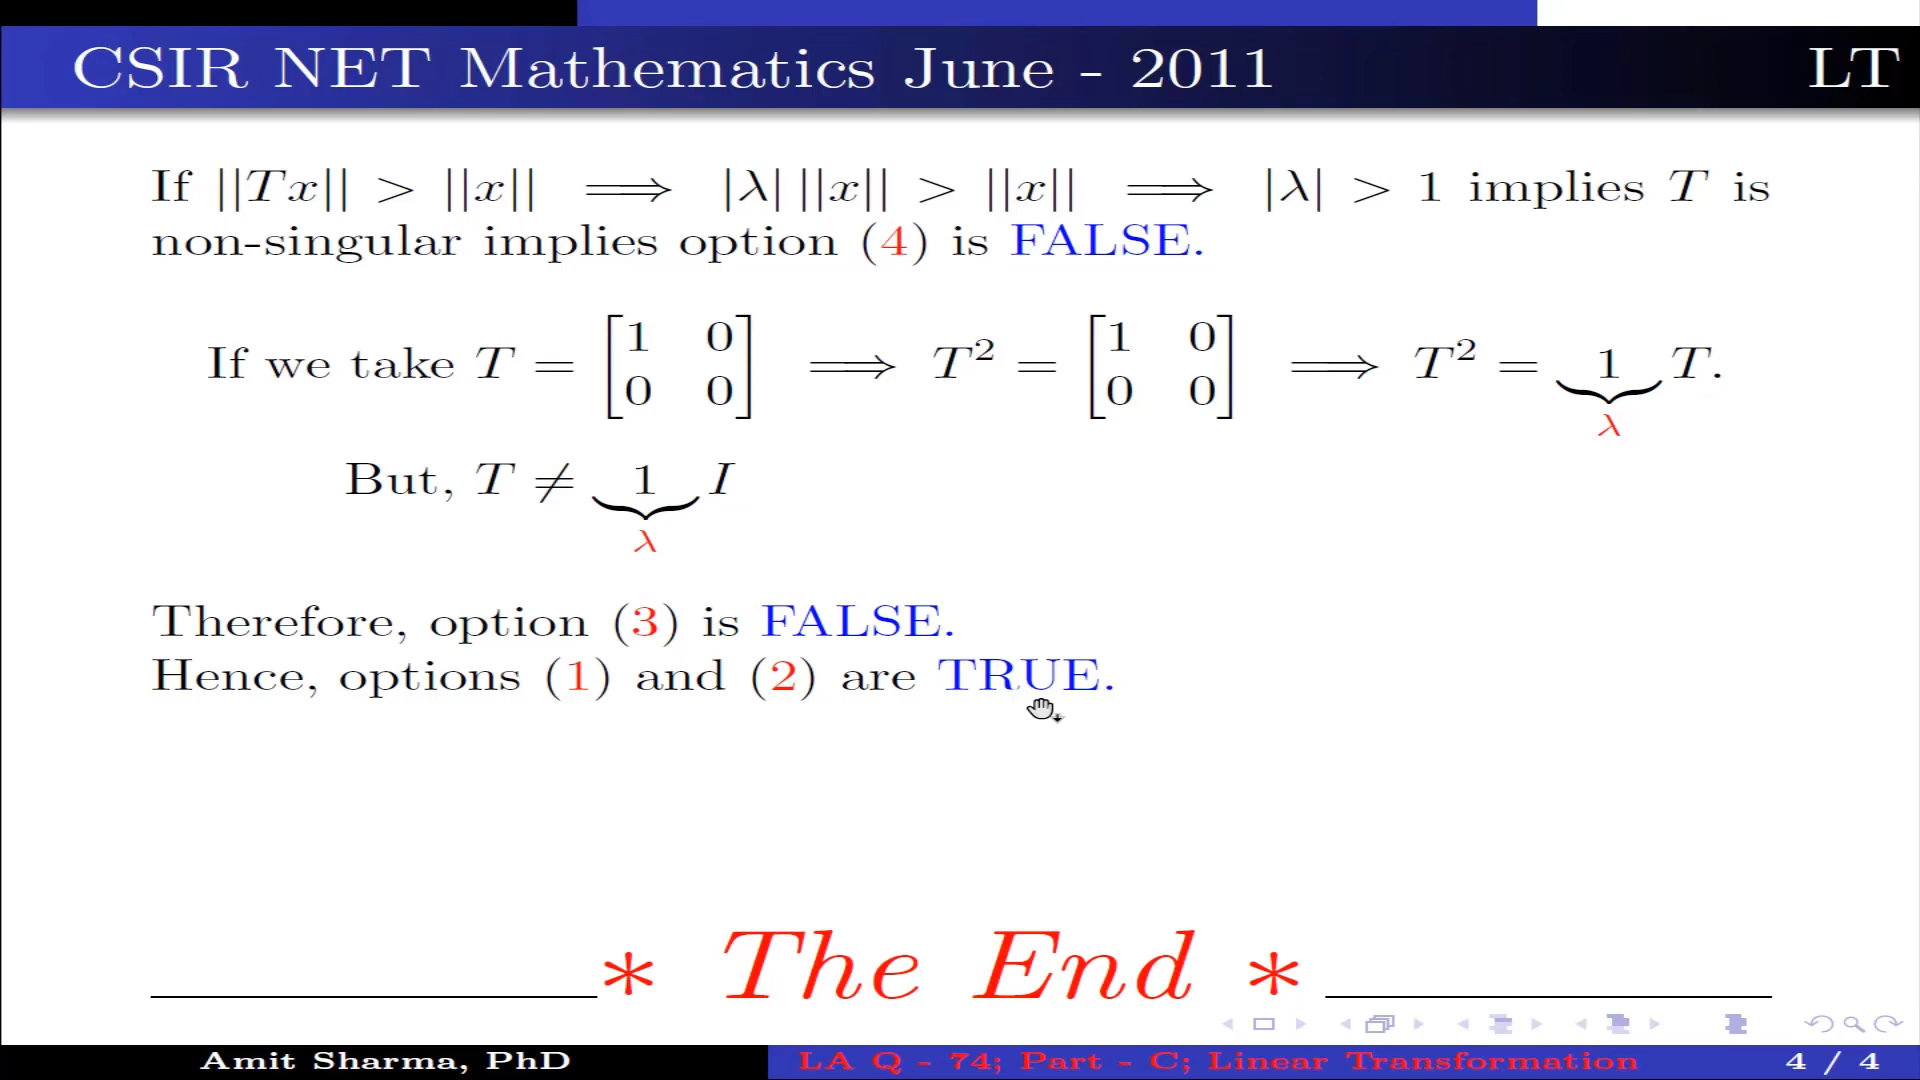 CSIR NET Mathematics June - 2011 LT
If ||Tx|| > ||x|| ⟹ |λ| ||x|| > ||x|| ⟹ |λ| > 1 implies T is
non-singular implies option (4) is FALSE.
If we take T = [1 0; 0 0] ⟹ T² = [1 0; 0 0] ⟹ T² = 1 T.
λ
But, T ≠ 1 I
λ
Therefore, option (3) is FALSE.
Hence, options (1) and (2) are TRUE.
* The End *
Amit Sharma, PhD LA Q - 74; Part - C; Linear Transformation 4 / 4